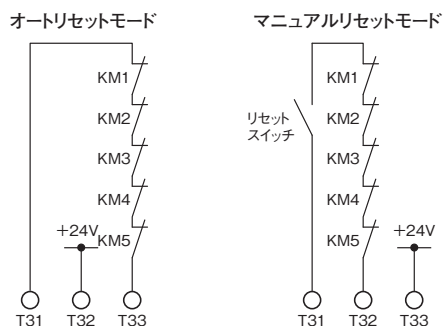 オートリセットモード
KM1
KM2
KM3
KM4
KM5
+24V
T31
T32
T33
マニュアルリセットモード
リセット
スイッチ
KM1
KM2
KM3
KM4
KM5
+24V
T31
T32
T33